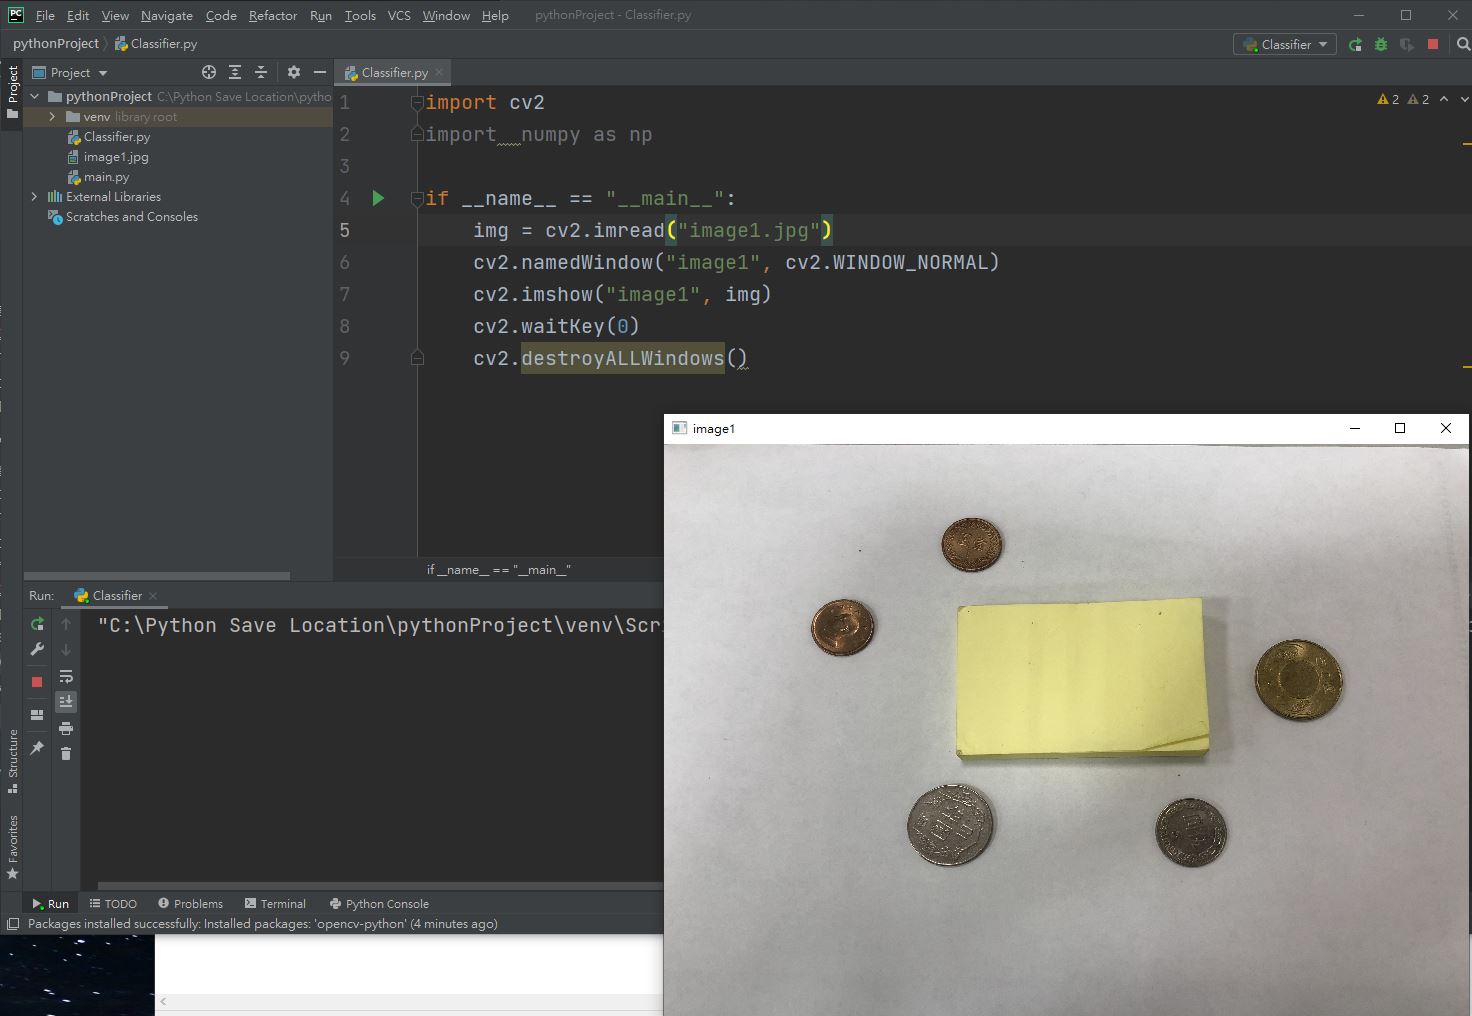 PC File Edit View Navigate Code Refactor Run Tools VCS Window Help pythonProject - Classifier.py
pythonProject Classifier.py Classifier
Project
Project
Classifier.py
pythonProject C:\Python Save Location\pytho
venv library root
Classifier.py
image1.jpg
main.py
External Libraries
Scratches and Consoles
2 2
1 import cv2
2 import numpy as np
3
4 if __name__ == "__main__":
5 img = cv2.imread("image1.jpg")
6 cv2.namedWindow("image1", cv2.WINDOW_NORMAL)
7 cv2.imshow("image1", img)
8 cv2.waitKey(0)
9 cv2.destroyALLWindows()
if __name__ == "__main__"
image1
Run: Classifier
"C:\Python Save Location\pythonProject\venv\Scr
Structure
Favorites
Run TODO Problems Terminal Python Console
Packages installed successfully: Installed packages: 'opencv-python' (4 minutes ago)